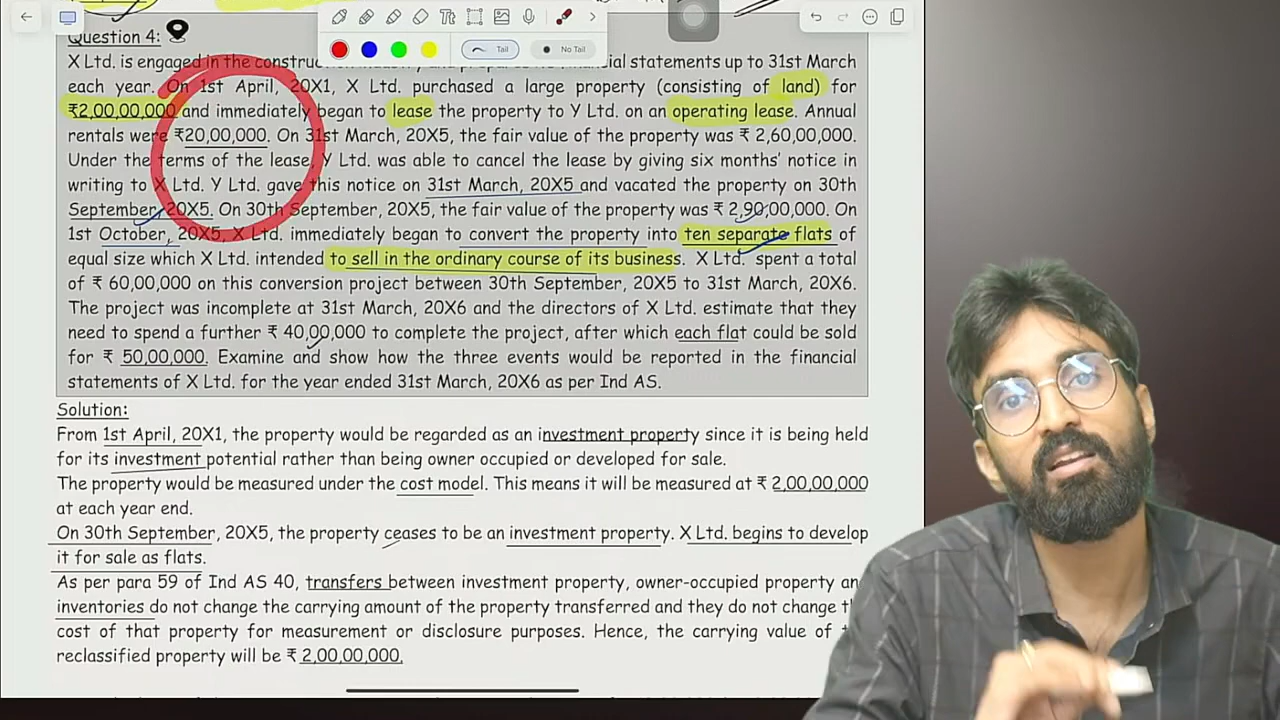 Tail
No Tail
Question 4:
X Ltd. is engaged in the construction industry and prepares its financial statements up to 31st March
each year. On 1st April, 20X1, X Ltd. purchased a large property (consisting of land) for
₹2,00,00,000 and immediately began to lease the property to Y Ltd. on an operating lease. Annual
rentals were ₹20,00,000. On 31st March, 20X5, the fair value of the property was ₹ 2,60,00,000.
Under the terms of the lease, Y Ltd. was able to cancel the lease by giving six months' notice in
writing to X Ltd. Y Ltd. gave this notice on 31st March, 20X5 and vacated the property on 30th
September, 20X5. On 30th September, 20X5, the fair value of the property was ₹ 2,90,00,000. On
1st October, 20X5, X Ltd. immediately began to convert the property into ten separate flats of
equal size which X Ltd. intended to sell in the ordinary course of its business. X Ltd. spent a total
of ₹ 60,00,000 on this conversion project between 30th September, 20X5 to 31st March, 20X6.
The project was incomplete at 31st March, 20X6 and the directors of X Ltd. estimate that they
need to spend a further ₹ 40,00,000 to complete the project, after which each flat could be sold
for ₹ 50,00,000. Examine and show how the three events would be reported in the financial
statements of X Ltd. for the year ended 31st March, 20X6 as per Ind AS.
Solution:
From 1st April, 20X1, the property would be regarded as an investment property since it is being held
for its investment potential rather than being owner occupied or developed for sale.
The property would be measured under the cost model. This means it will be measured at ₹ 2,00,00,000
at each year end.
On 30th September, 20X5, the property ceases to be an investment property. X Ltd. begins to develop
it for sale as flats.
As per para 59 of Ind AS 40, transfers between investment property, owner-occupied property
inventories do not change the carrying amount of the property transferred and they do not change
cost of that property for measurement or disclosure purposes. Hence, the carrying value of
reclassified property will be ₹ 2,00,00,000.